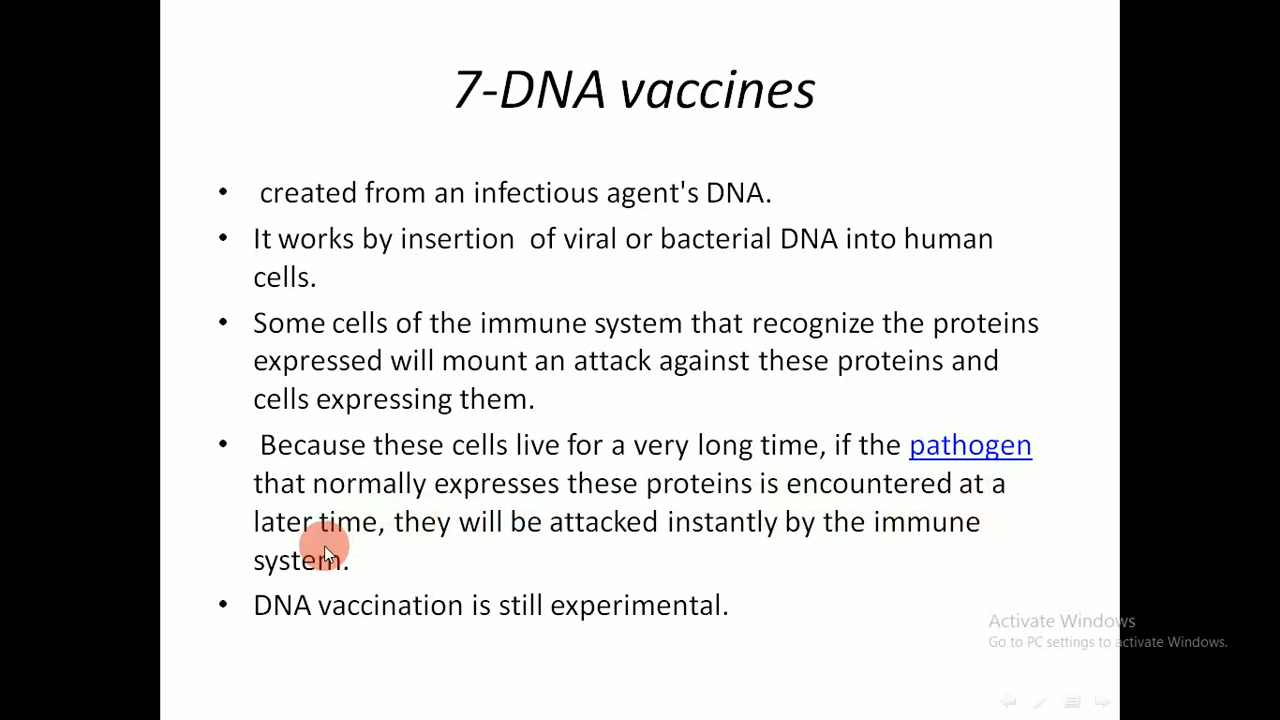 7-DNA vaccines
• created from an infectious agent's DNA.
• It works by insertion of viral or bacterial DNA into human
cells.
• Some cells of the immune system that recognize the proteins
expressed will mount an attack against these proteins and
cells expressing them.
• Because these cells live for a very long time, if the pathogen
that normally expresses these proteins is encountered at a
later time, they will be attacked instantly by the immune
system.
• DNA vaccination is still experimental.
Activate Windows
Go to PC settings to activate Windows.